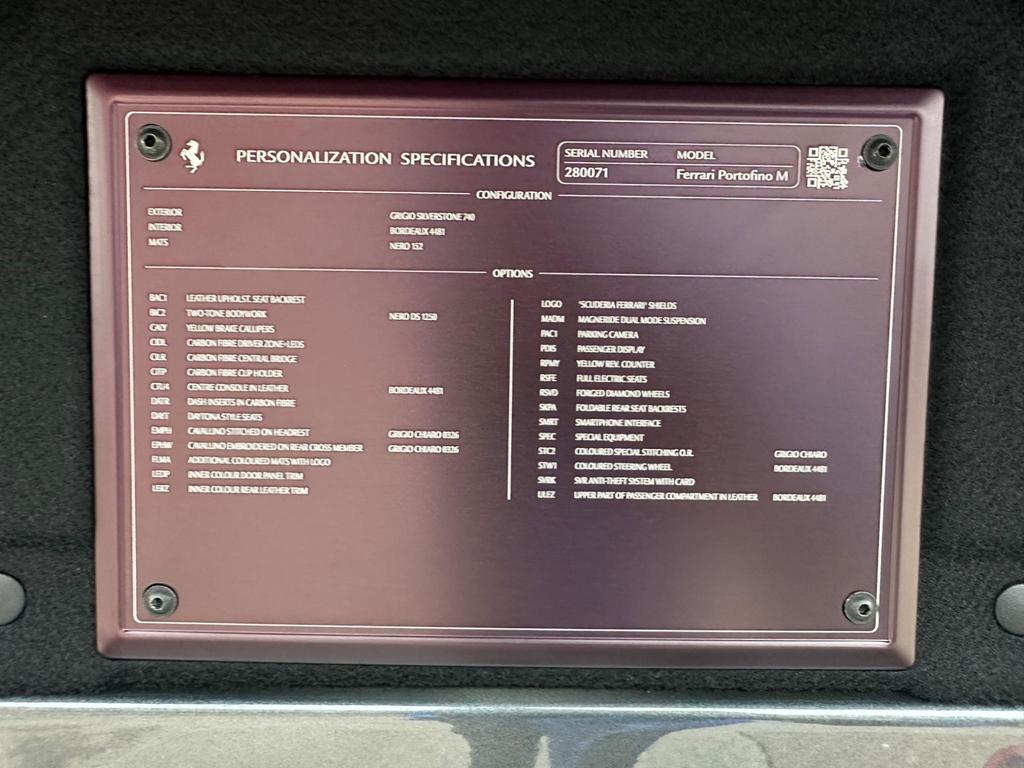 PERSONALIZATION SPECIFICATIONS
SERIAL NUMBER MODEL
280071 Ferrari Portofino M
CONFIGURATION
EXTERIOR GRIGIO SILVERSTONE 740
INTERIOR BORDEAUX 4481
MATS NERO 152
OPTIONS
BAC1 LEATHER UPHOLST. SEAT BACKREST
BIC2 TWO-TONE BODYWORK NERO DS 1250
CALY YELLOW BRAKE CALLIPERS
CIDL CARBON FIBRE DRIVER ZONE+LEDS
CILR CARBON FIBRE CENTRAL BRIDGE
CITP CARBON FIBRE CUP HOLDER
CTU4 CENTRE CONSOLE IN LEATHER BORDEAUX 4481
DATR DASH INSERTS IN CARBON FIBRE
DAYT DAYTONA STYLE SEATS
EMPH CAVALLINO STITCHED ON HEADREST GRIGIO CHIARO 0326
EPHW CAVALLINO EMBROIDERED ON REAR CROSS MEMBER GRIGIO CHIARO 0326
FLMA ADDITIONAL COLOURED MATS WITH LOGO
LEDP INNER COLOUR DOOR PANEL TRIM
INNER COLOUR REAR LEATHER TRIM
LOGO "SCUDERIA FERRARI" SHIELDS
MADM MAGNERIDE DUAL MODE SUSPENSION
PAC1 PARKING CAMERA
PDIS PASSENGER DISPLAY
RPMY YELLOW REV. COUNTER
RSFE FULL ELECTRIC SEATS
RSVD FORGED DIAMOND WHEELS
SKPA FOLDABLE REAR SEAT BACKRESTS
SMRT SMARTPHONE INTERFACE
SPEC SPECIAL EQUIPMENT
STC2 COLOURED SPECIAL STITCHING O.R. GRIGIO CHIARO
STW1 COLOURED STEERING WHEEL BORDEAUX 4481
SVRK SVR ANTI-THEFT SYSTEM WITH CARD
ULEZ UPPER PART OF PASSENGER COMPARTMENT IN LEATHER BORDEAUX 4481